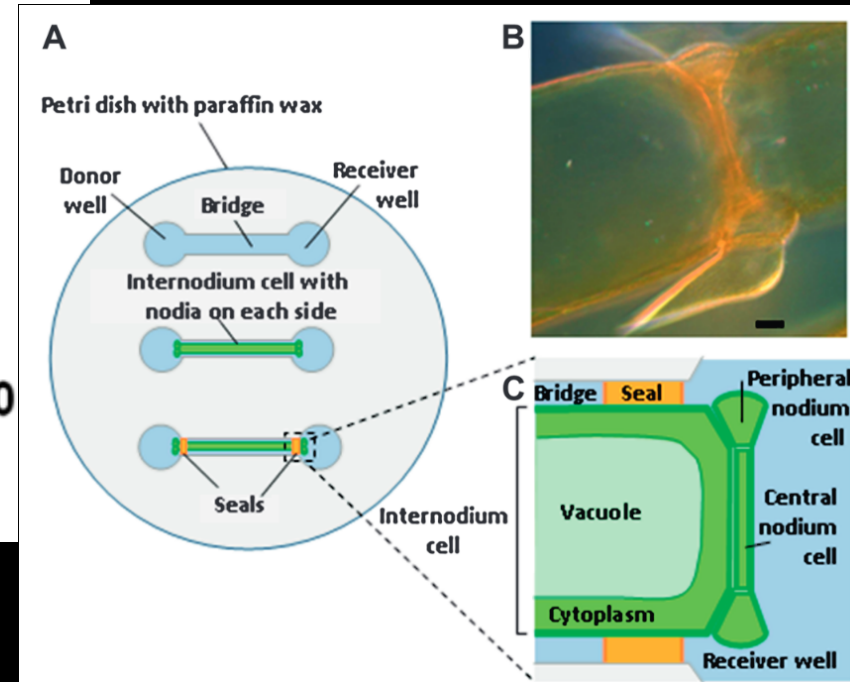 A
Petri dish with paraffin wax
Donor
well
Bridge
Receiver
well
Internodium cell with
nodia on each side
Seals
B
C
Bridge
Seal
Peripheral
nodium
cell
Internodium
cell
Vacuole
Central
nodium
cell
Cytoplasm
Receiver well
0